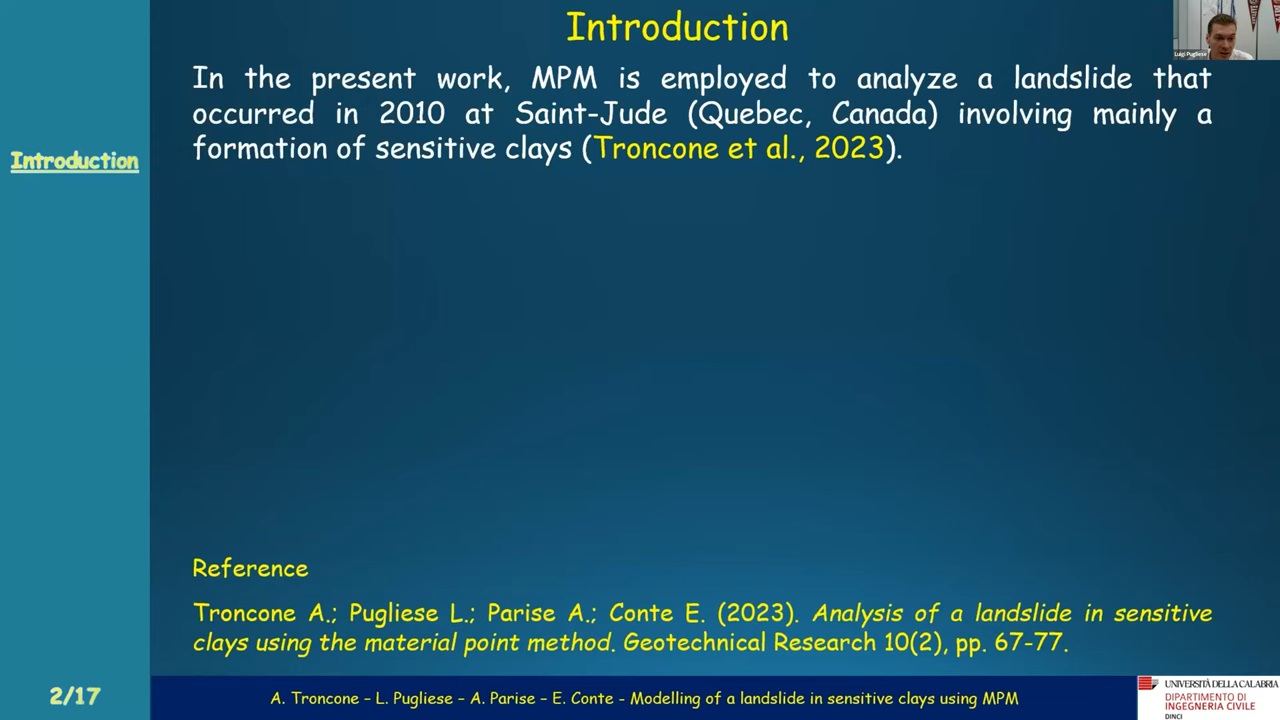 Introduction
Luigi Pugliese
In the present work, MPM is employed to analyze a landslide that
occurred in 2010 at Saint-Jude (Quebec, Canada) involving mainly a
formation of sensitive clays (Troncone et al., 2023).
Introduction
Reference
Troncone A.; Pugliese L.; Parise A.; Conte E. (2023). Analysis of a landslide in sensitive
clays using the material point method. Geotechnical Research 10(2), pp. 67-77.
2/17
A. Troncone – L. Pugliese – A. Parise – E. Conte - Modelling of a landslide in sensitive clays using MPM
UNIVERSITÀ DELLA CALABRIA
DIPARTIMENTO DI
INGEGNERIA CIVILE
DINCI